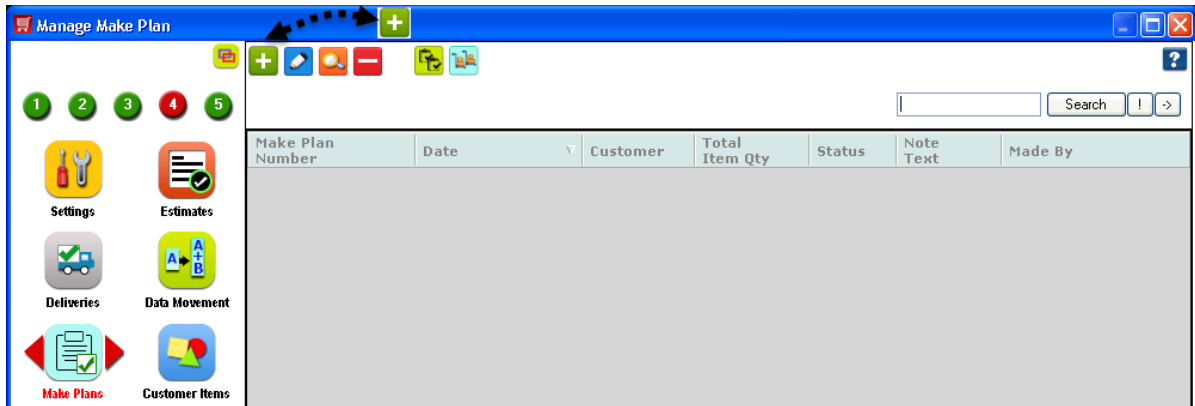 Manage Make Plan
?
1 2 3 4 5
Search ! ->
Make Plan Number
Date
Customer
Total Item Qty
Status
Note Text
Made By
Settings
Estimates
A A+B
Deliveries
Data Movement
Make Plans
Customer Items